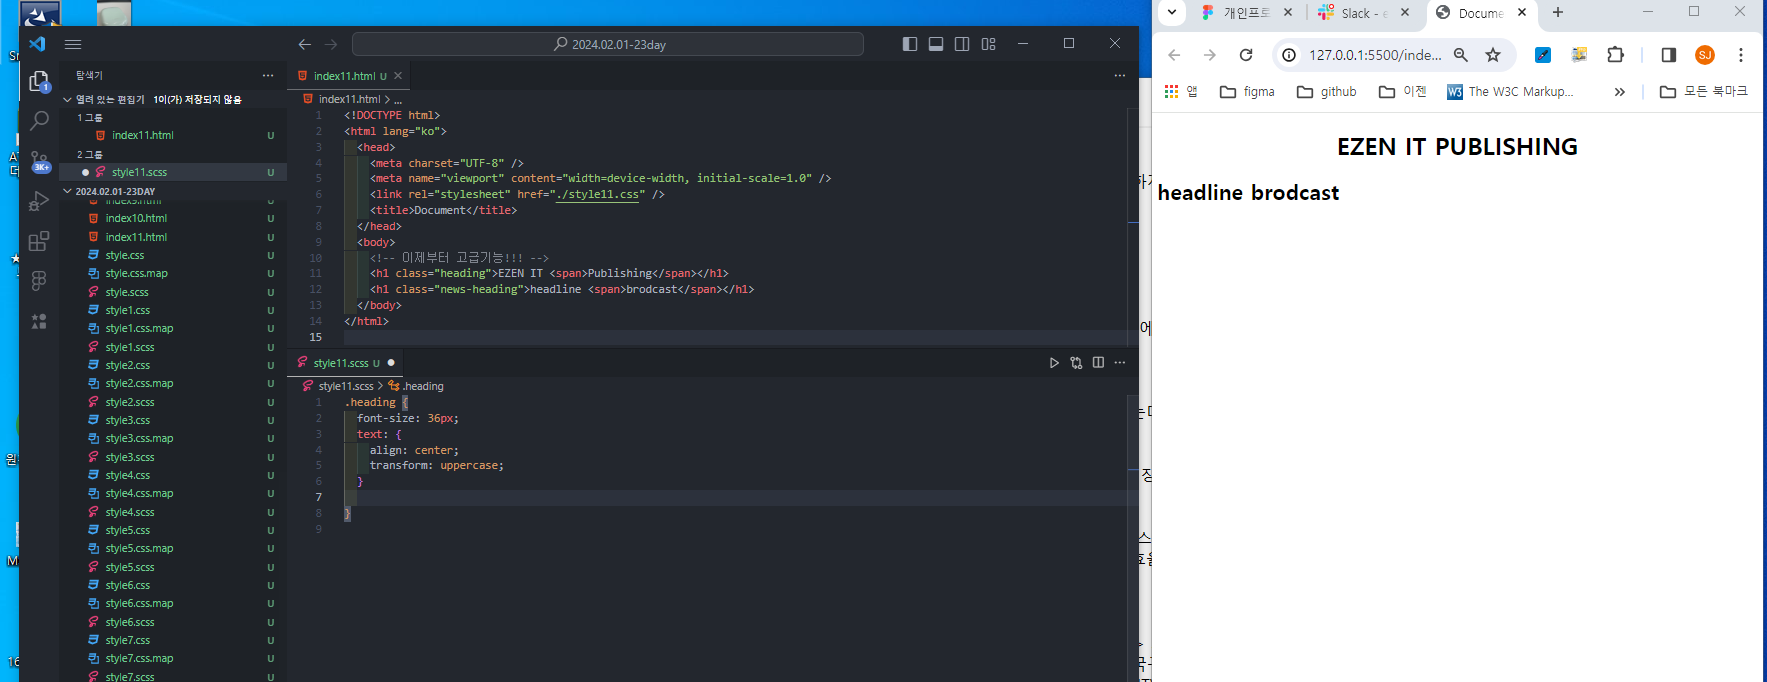 2024.02.01-23day
탐색기
열려 있는 편집기 1이(가) 저장되지 않음
1 그룹
index11.html U
2 그룹
style11.scss U
2024.02.01-23DAY
index9.html U
index10.html U
index11.html U
style.css U
style.css.map U
style.scss U
style1.css U
style1.css.map U
style1.scss U
style2.css U
style2.css.map U
style2.scss U
style3.css U
style3.css.map U
style3.scss U
style4.css U
style4.css.map U
style4.scss U
style5.css U
style5.css.map U
style5.scss U
style6.css U
style6.css.map U
style6.scss U
style7.css U
style7.css.map U
style7.scss U
1
3K+
index11.html U
index11.html > ...
1 <!DOCTYPE html>
2 <html lang="ko">
3 <head>
4 <meta charset="UTF-8" />
5 <meta name="viewport" content="width=device-width, initial-scale=1.0" />
6 <link rel="stylesheet" href="./style11.css" />
7 <title>Document</title>
8 </head>
9 <body>
10 <!-- 이제부터 고급기능!!! -->
11 <h1 class="heading">EZEN IT <span>Publishing</span></h1>
12 <h1 class="news-heading">headline <span>brodcast</span></h1>
13 </body>
14 </html>
15
style11.scss U
style11.scss > .heading
1 .heading {
2 font-size: 36px;
3 text: {
4 align: center;
5 transform: uppercase;
6 }
7
8 }
9
개인프로
Slack - e
Docume
127.0.0.1:5500/inde...
SJ
앱
figma
github
이젠
W3
The W3C Markup...
모든 북마크
EZEN IT PUBLISHING
headline brodcast